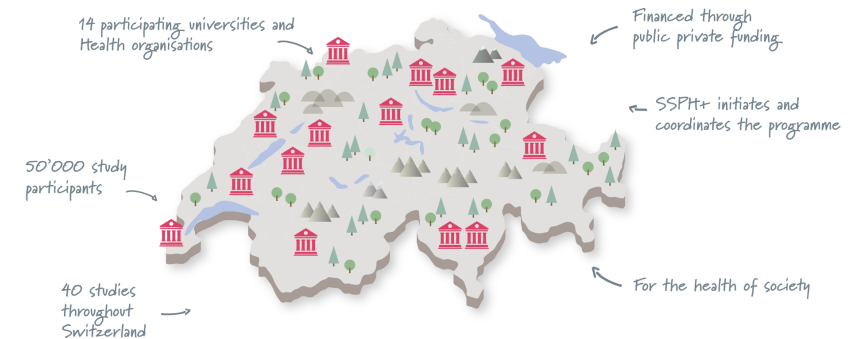 14 participating universities and
Health organisations
Financed through
public private funding
SSPH+ initiates and
coordinates the programme
50'000 study
participants
For the health of society
40 studies
throughout
Switzerland